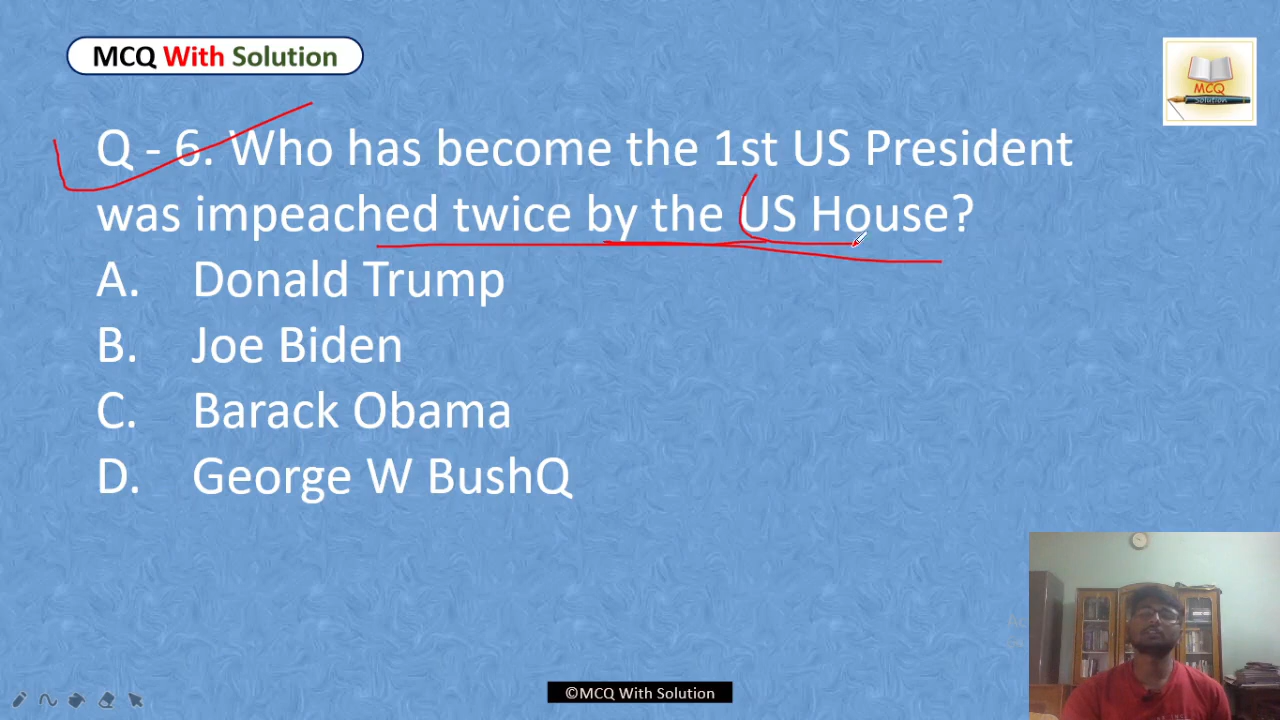 MCQ With Solution
MCQ
Solution
Q - 6. Who has become the 1st US President
was impeached twice by the US House?
A. Donald Trump
B. Joe Biden
C. Barack Obama
D. George W BushQ
©MCQ With Solution